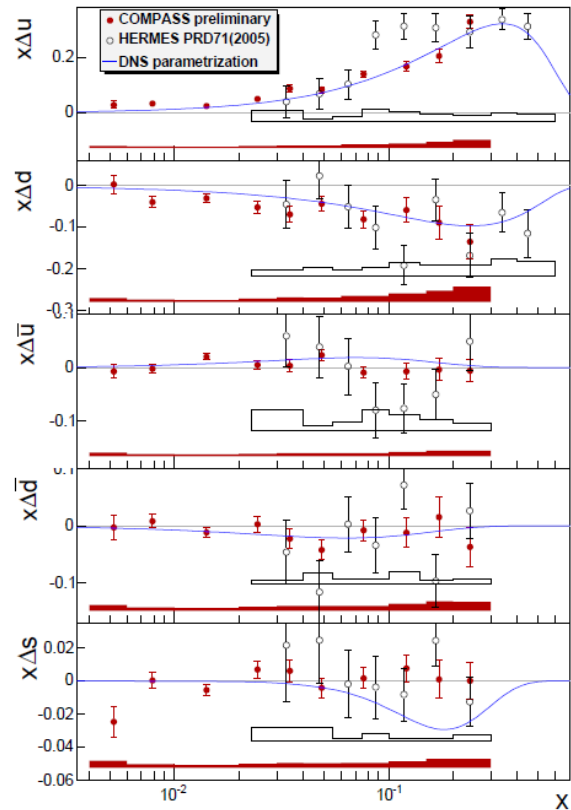 COMPASS preliminary
HERMES PRD71(2005)
DNS parametrization
xΔu
0.2
0
xΔd
0
-0.1
-0.2
-0.3
xΔū
0.1
0
-0.1
xΔd̄
0.1
0
-0.1
xΔs
0.02
0
-0.02
-0.04
-0.06
10⁻²
10⁻¹
x